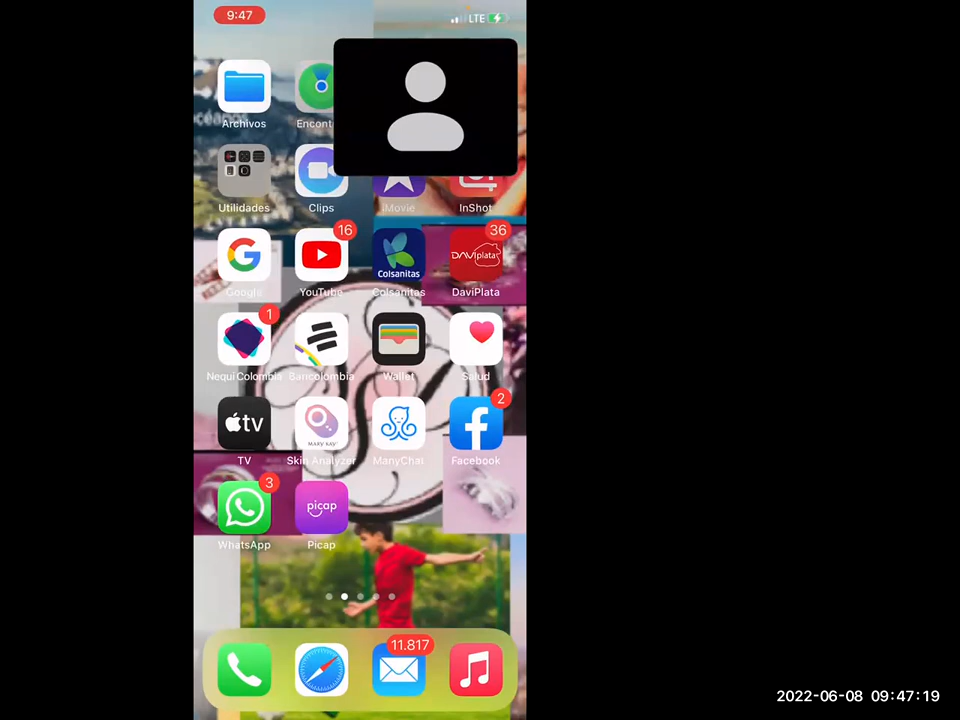 9:47
LTE
Archivos
Encont
Utilidades
Clips
iMovie
InShot
16
36
Colsanitas
DAViplata
Google
YouTube
Colsanitas
DaviPlata
1
Nequi Colombia
Bancolombia
Wallet
Salud
2
tv
MARY KAY
TV
Skin Analyzer
ManyChat
Facebook
3
picap
WhatsApp
Picap
11.817
2022-06-08 09:47:19